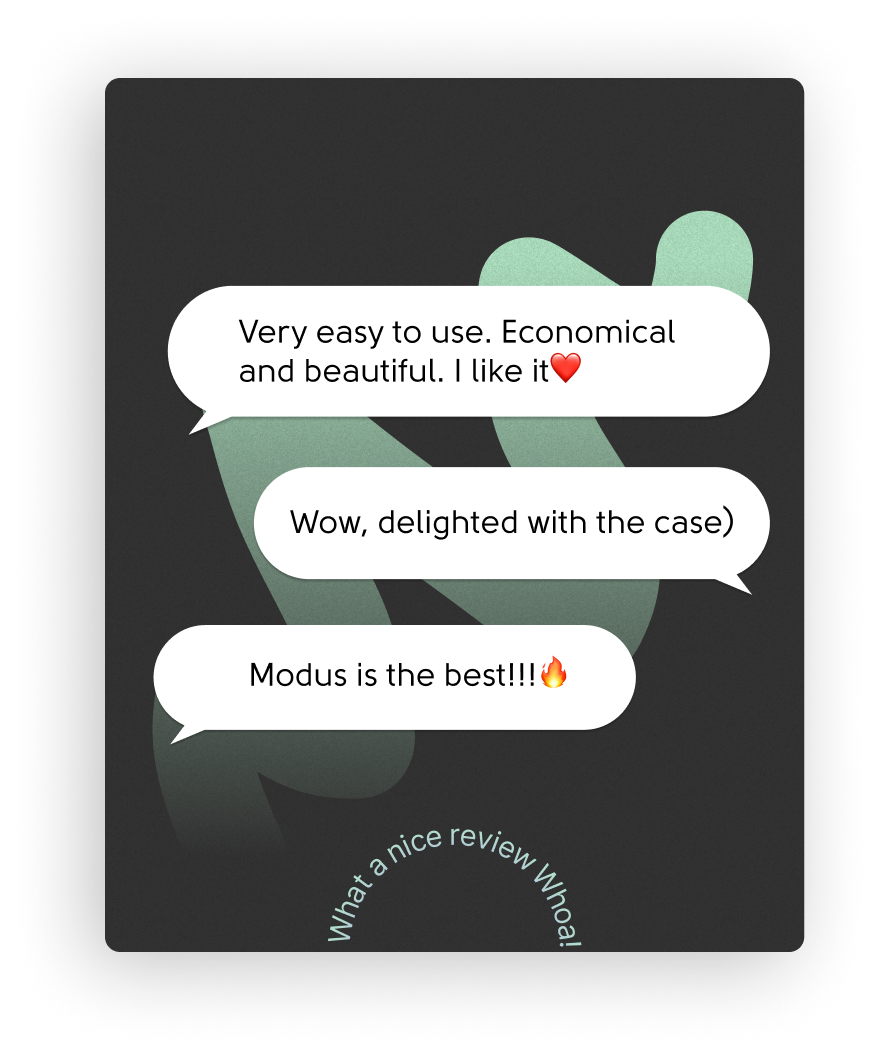 Very easy to use. Economical
and beautiful. I like it❤️
Wow, delighted with the case)
Modus is the best!!!🔥
What a nice review Whoa!